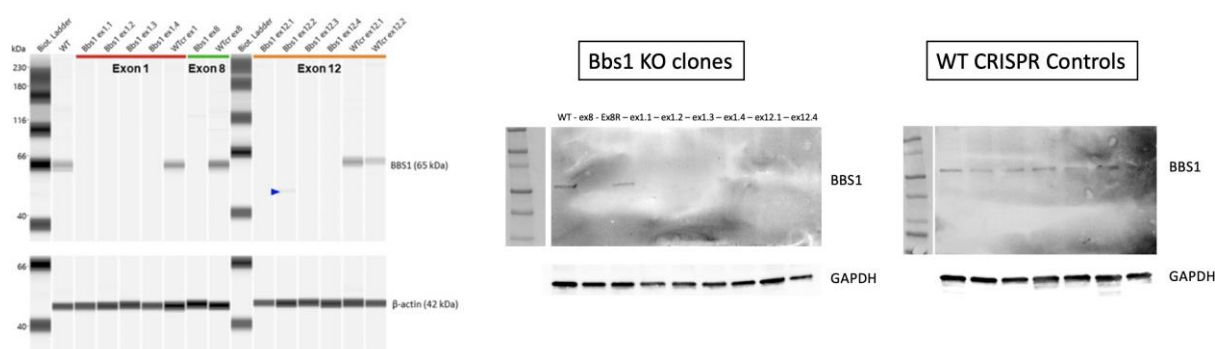 kDa
Biot. Ladder
WT
Bbs1 ex1.1
Bbs1 ex1.2
Bbs1 ex1.3
Bbs1 ex1.4
WTcr ex1
Bbs1 ex8
WTcr ex8
Biot. Ladder
Bbs1 ex12.1
Bbs1 ex12.2
Bbs1 ex12.3
Bbs1 ex12.4
WTcr ex12.1
WTcr ex12.2
Exon 1
Exon 8
Exon 12
230
180
116
66
40
BBS1 (65 kDa)
66
40
β-actin (42 kDa)
Bbs1 KO clones
WT - ex8 - Ex8R – ex1.1 – ex1.2 – ex1.3 – ex1.4 – ex12.1 – ex12.4
BBS1
GAPDH
WT CRISPR Controls
BBS1
GAPDH